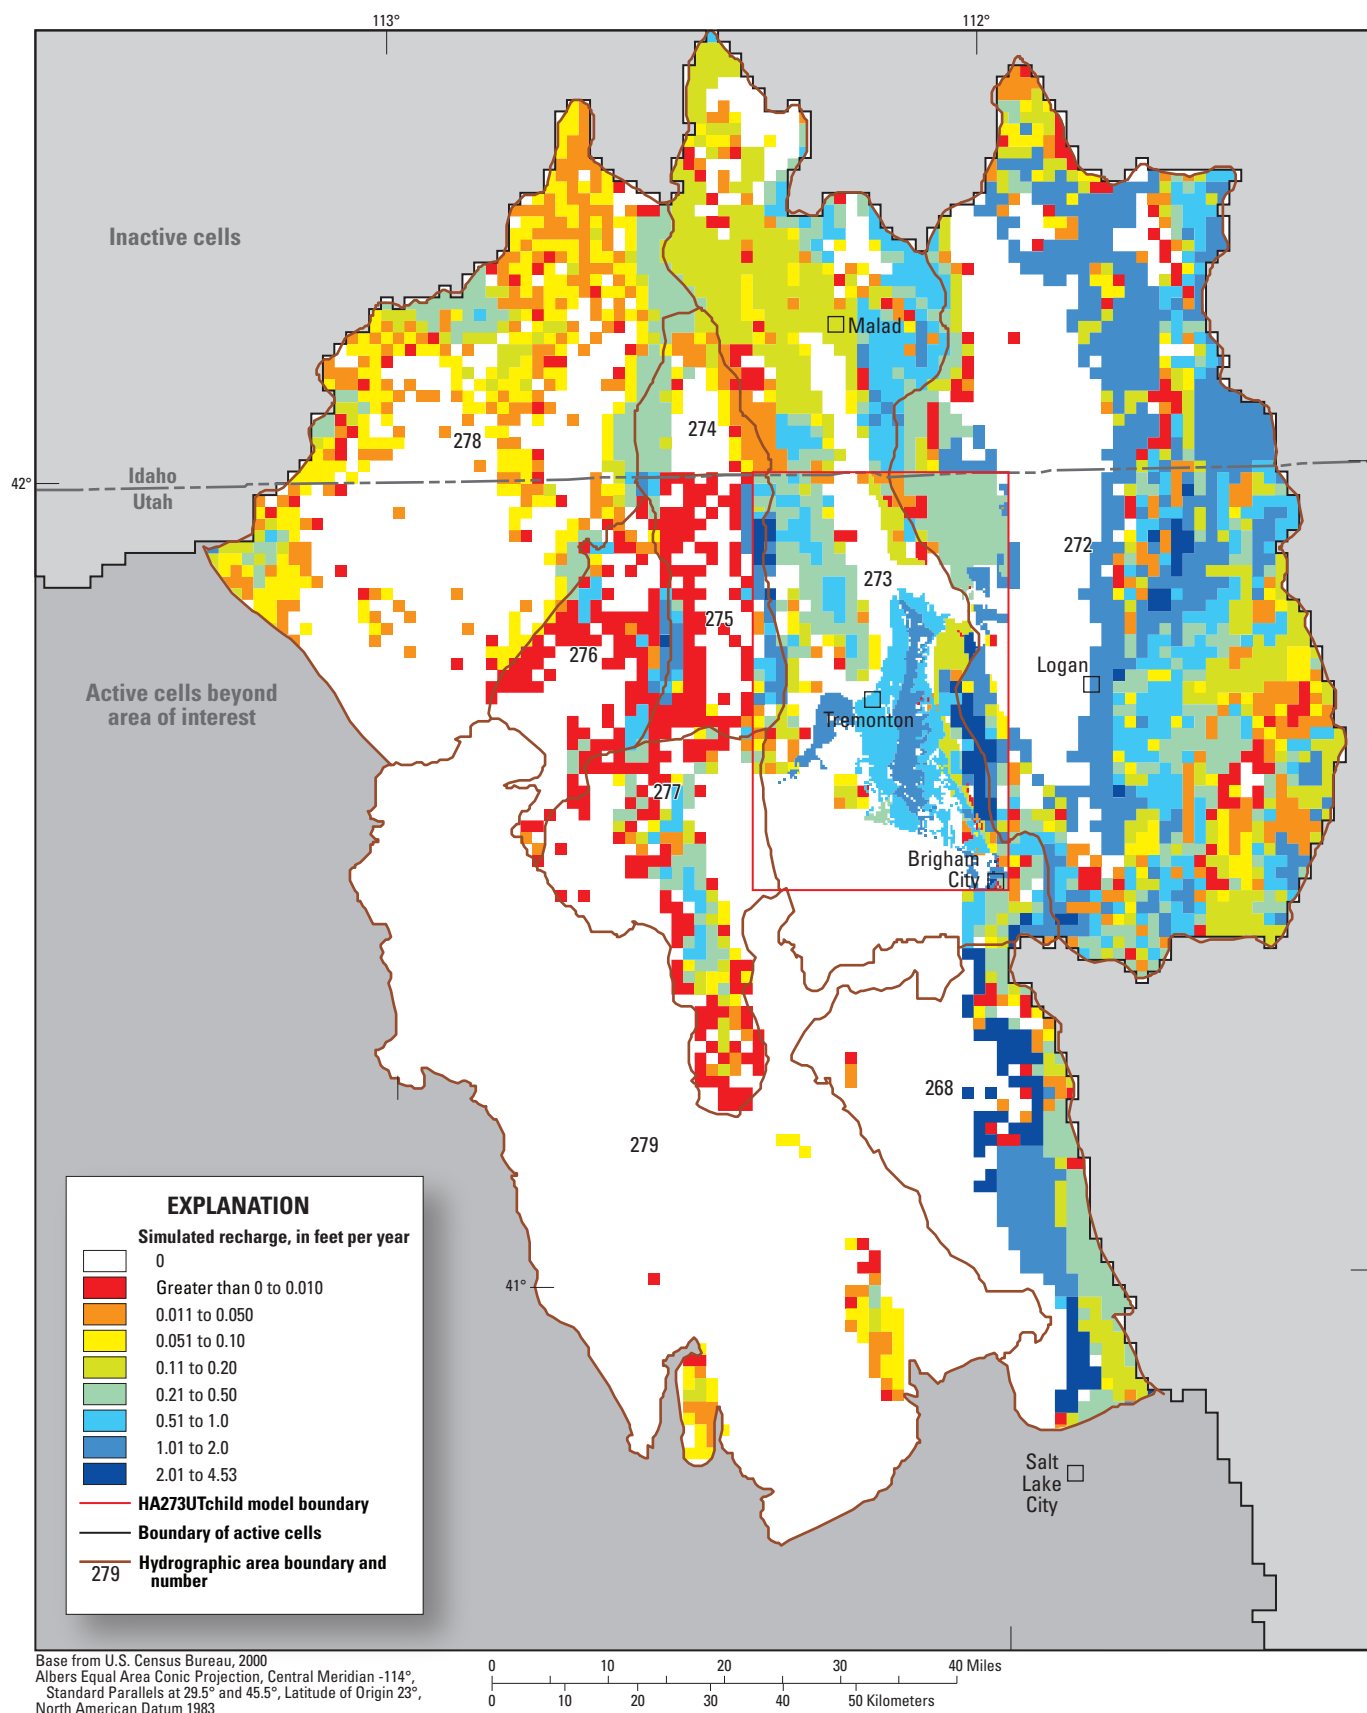 113°
112°
Inactive cells
Malad
278
274
Idaho
42°
Utah
272
273
275
276
Logan
Active cells beyond
area of interest
Tremonton
277
Brigham
City
268
279
41°
EXPLANATION
Simulated recharge, in feet per year
0
Greater than 0 to 0.010
0.011 to 0.050
0.051 to 0.10
0.11 to 0.20
0.21 to 0.50
0.51 to 1.0
1.01 to 2.0
2.01 to 4.53
HA273UTchild model boundary
Boundary of active cells
Hydrographic area boundary and
279 number
Salt
Lake
City
Base from U.S. Census Bureau, 2000
Albers Equal Area Conic Projection, Central Meridian -114°,
Standard Parallels at 29.5° and 45.5°, Latitude of Origin 23°,
North American Datum 1983
0 10 20 30 40 Miles
0 10 20 30 40 50 Kilometers